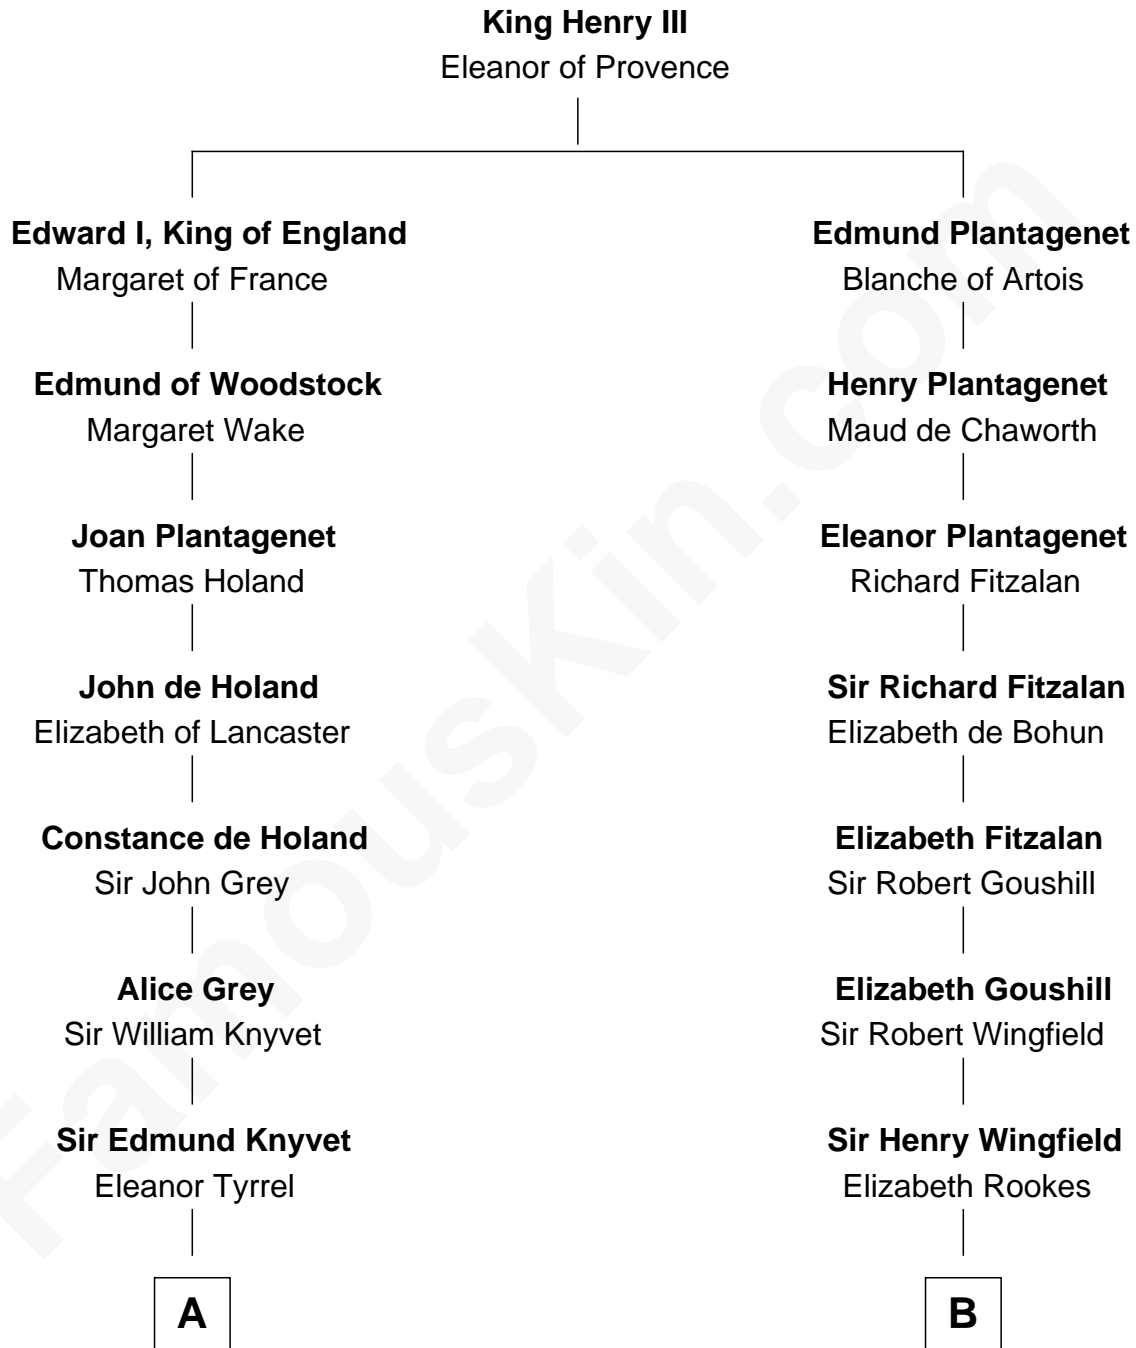 King Henry III
Eleanor of Provence
Edward I, King of England
Margaret of France
Edmund Plantagenet
Blanche of Artois
Edmund of Woodstock
Margaret Wake
Henry Plantagenet
Maud de Chaworth
Joan Plantagenet
Thomas Holand
Eleanor Plantagenet
Richard Fitzalan
John de Holand
Elizabeth of Lancaster
Sir Richard Fitzalan
Elizabeth de Bohun
Constance de Holand
Sir John Grey
Elizabeth Fitzalan
Sir Robert Goushill
Alice Grey
Sir William Knyvet
Elizabeth Goushill
Sir Robert Wingfield
Sir Edmund Knyvet
Eleanor Tyrrel
Sir Henry Wingfield
Elizabeth Rookes
A
B
FamousKin.com